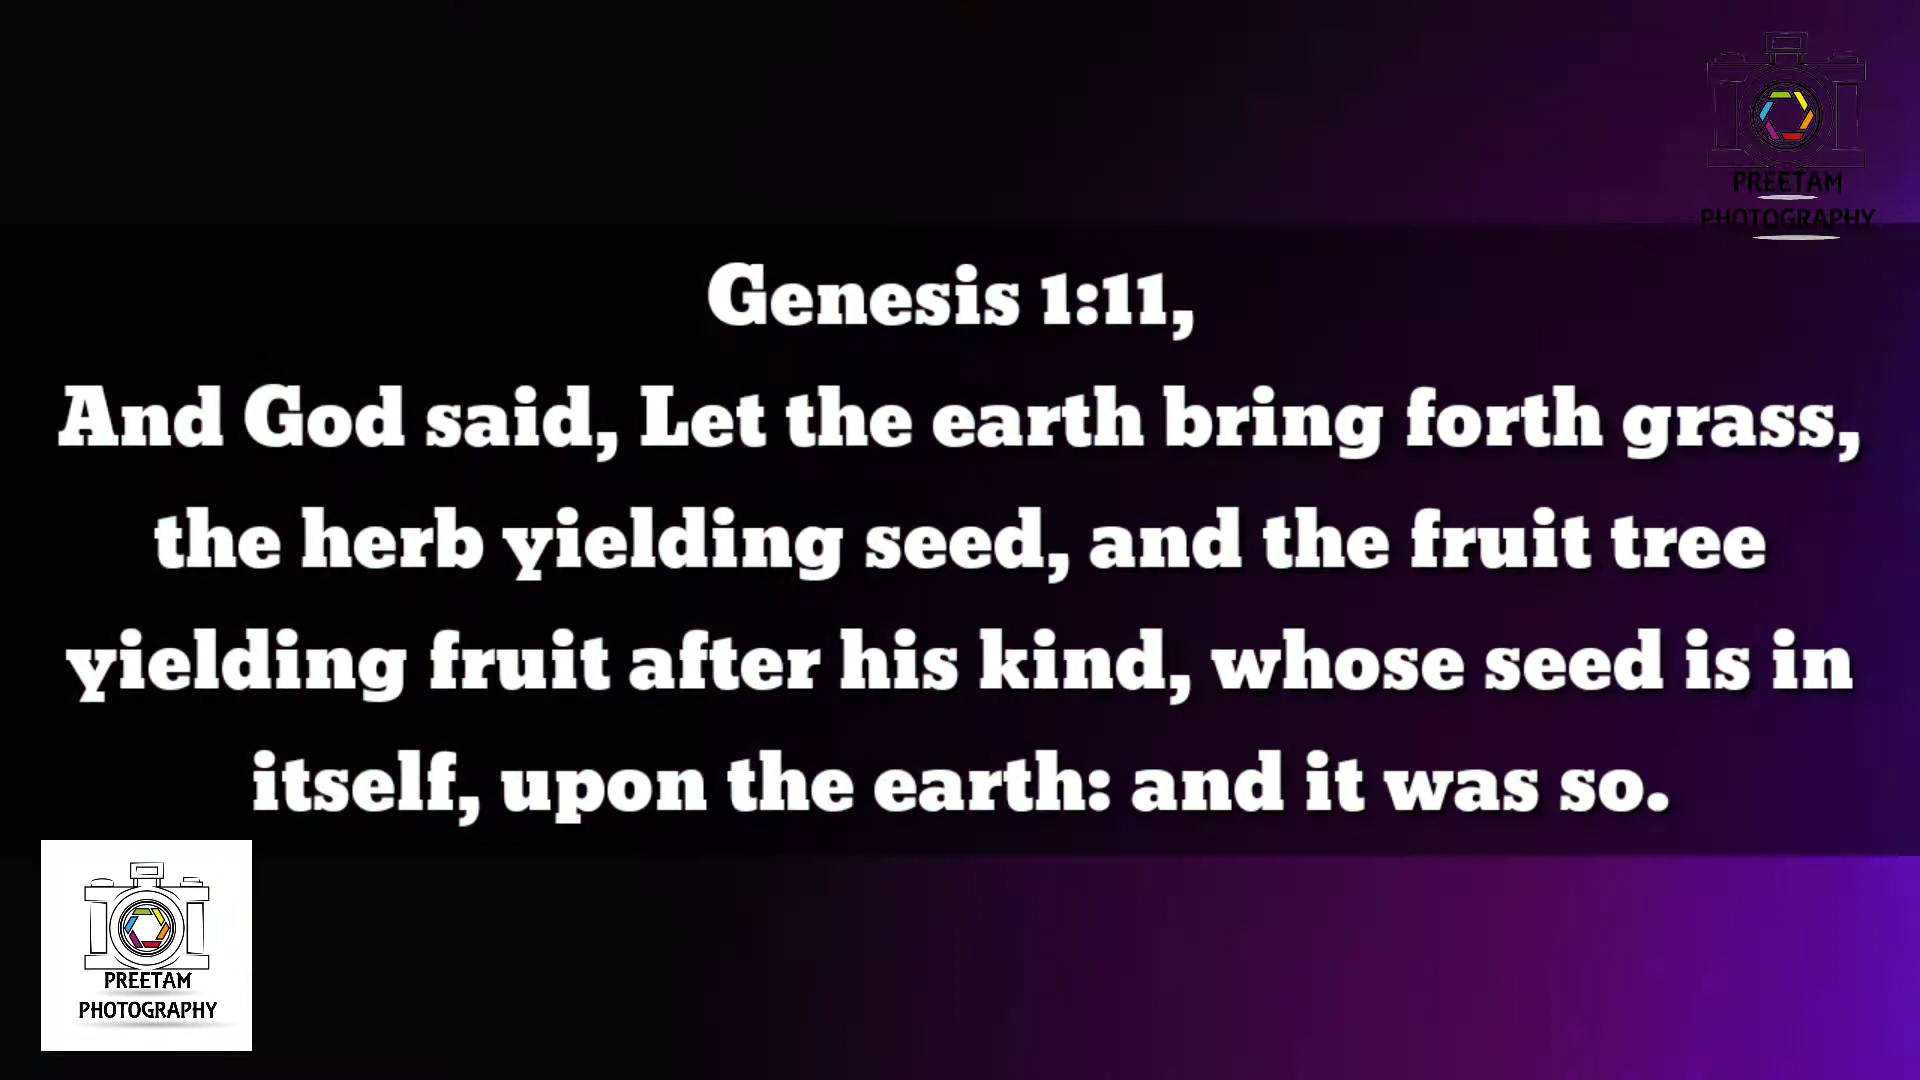 PREETAM
PHOTOGRAPHY
Genesis 1:11,
And God said, Let the earth bring forth grass,
the herb yielding seed, and the fruit tree
yielding fruit after his kind, whose seed is in
itself, upon the earth: and it was so.
PREETAM
PHOTOGRAPHY